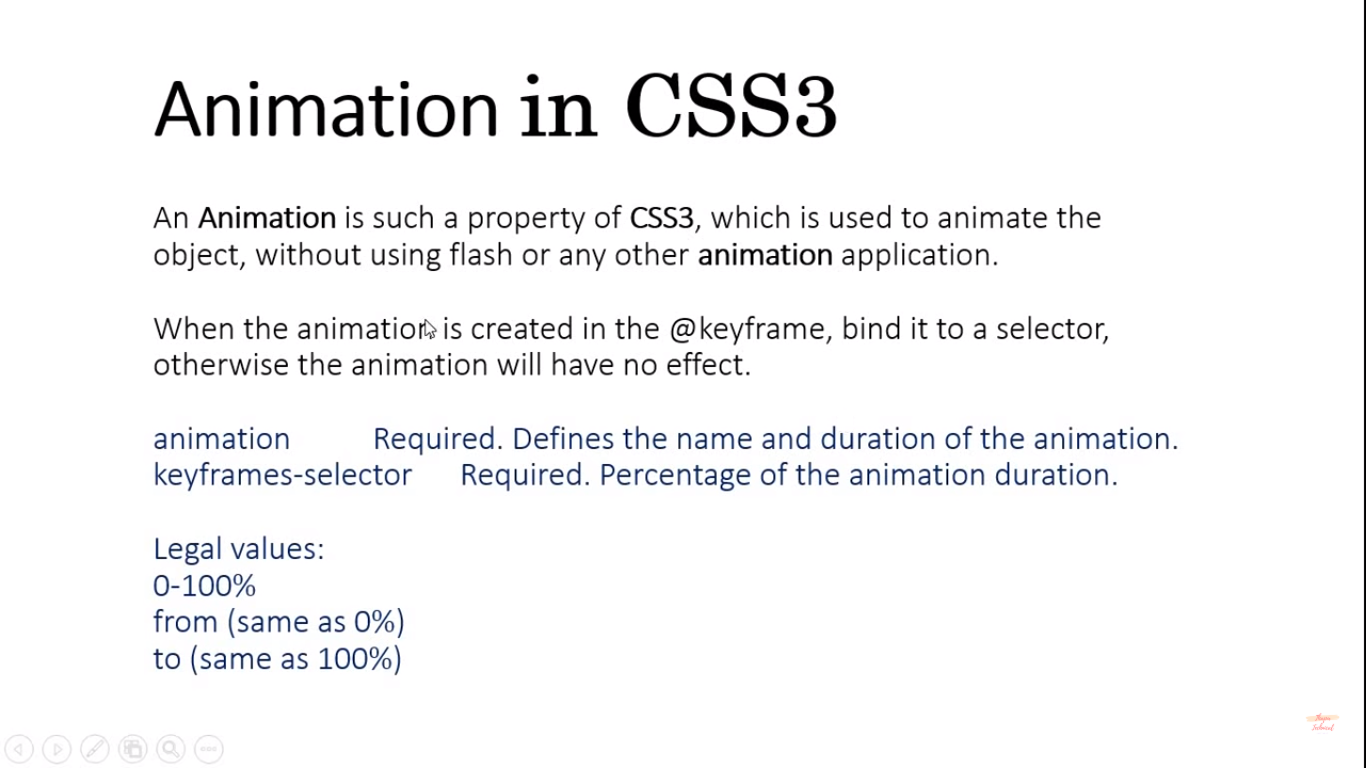 Animation in CSS3
An Animation is such a property of CSS3, which is used to animate the
object, without using flash or any other animation application.
When the animation is created in the @keyframe, bind it to a selector,
otherwise the animation will have no effect.
animation Required. Defines the name and duration of the animation.
keyframes-selector Required. Percentage of the animation duration.
Legal values:
0-100%
from (same as 0%)
to (same as 100%)
Technical